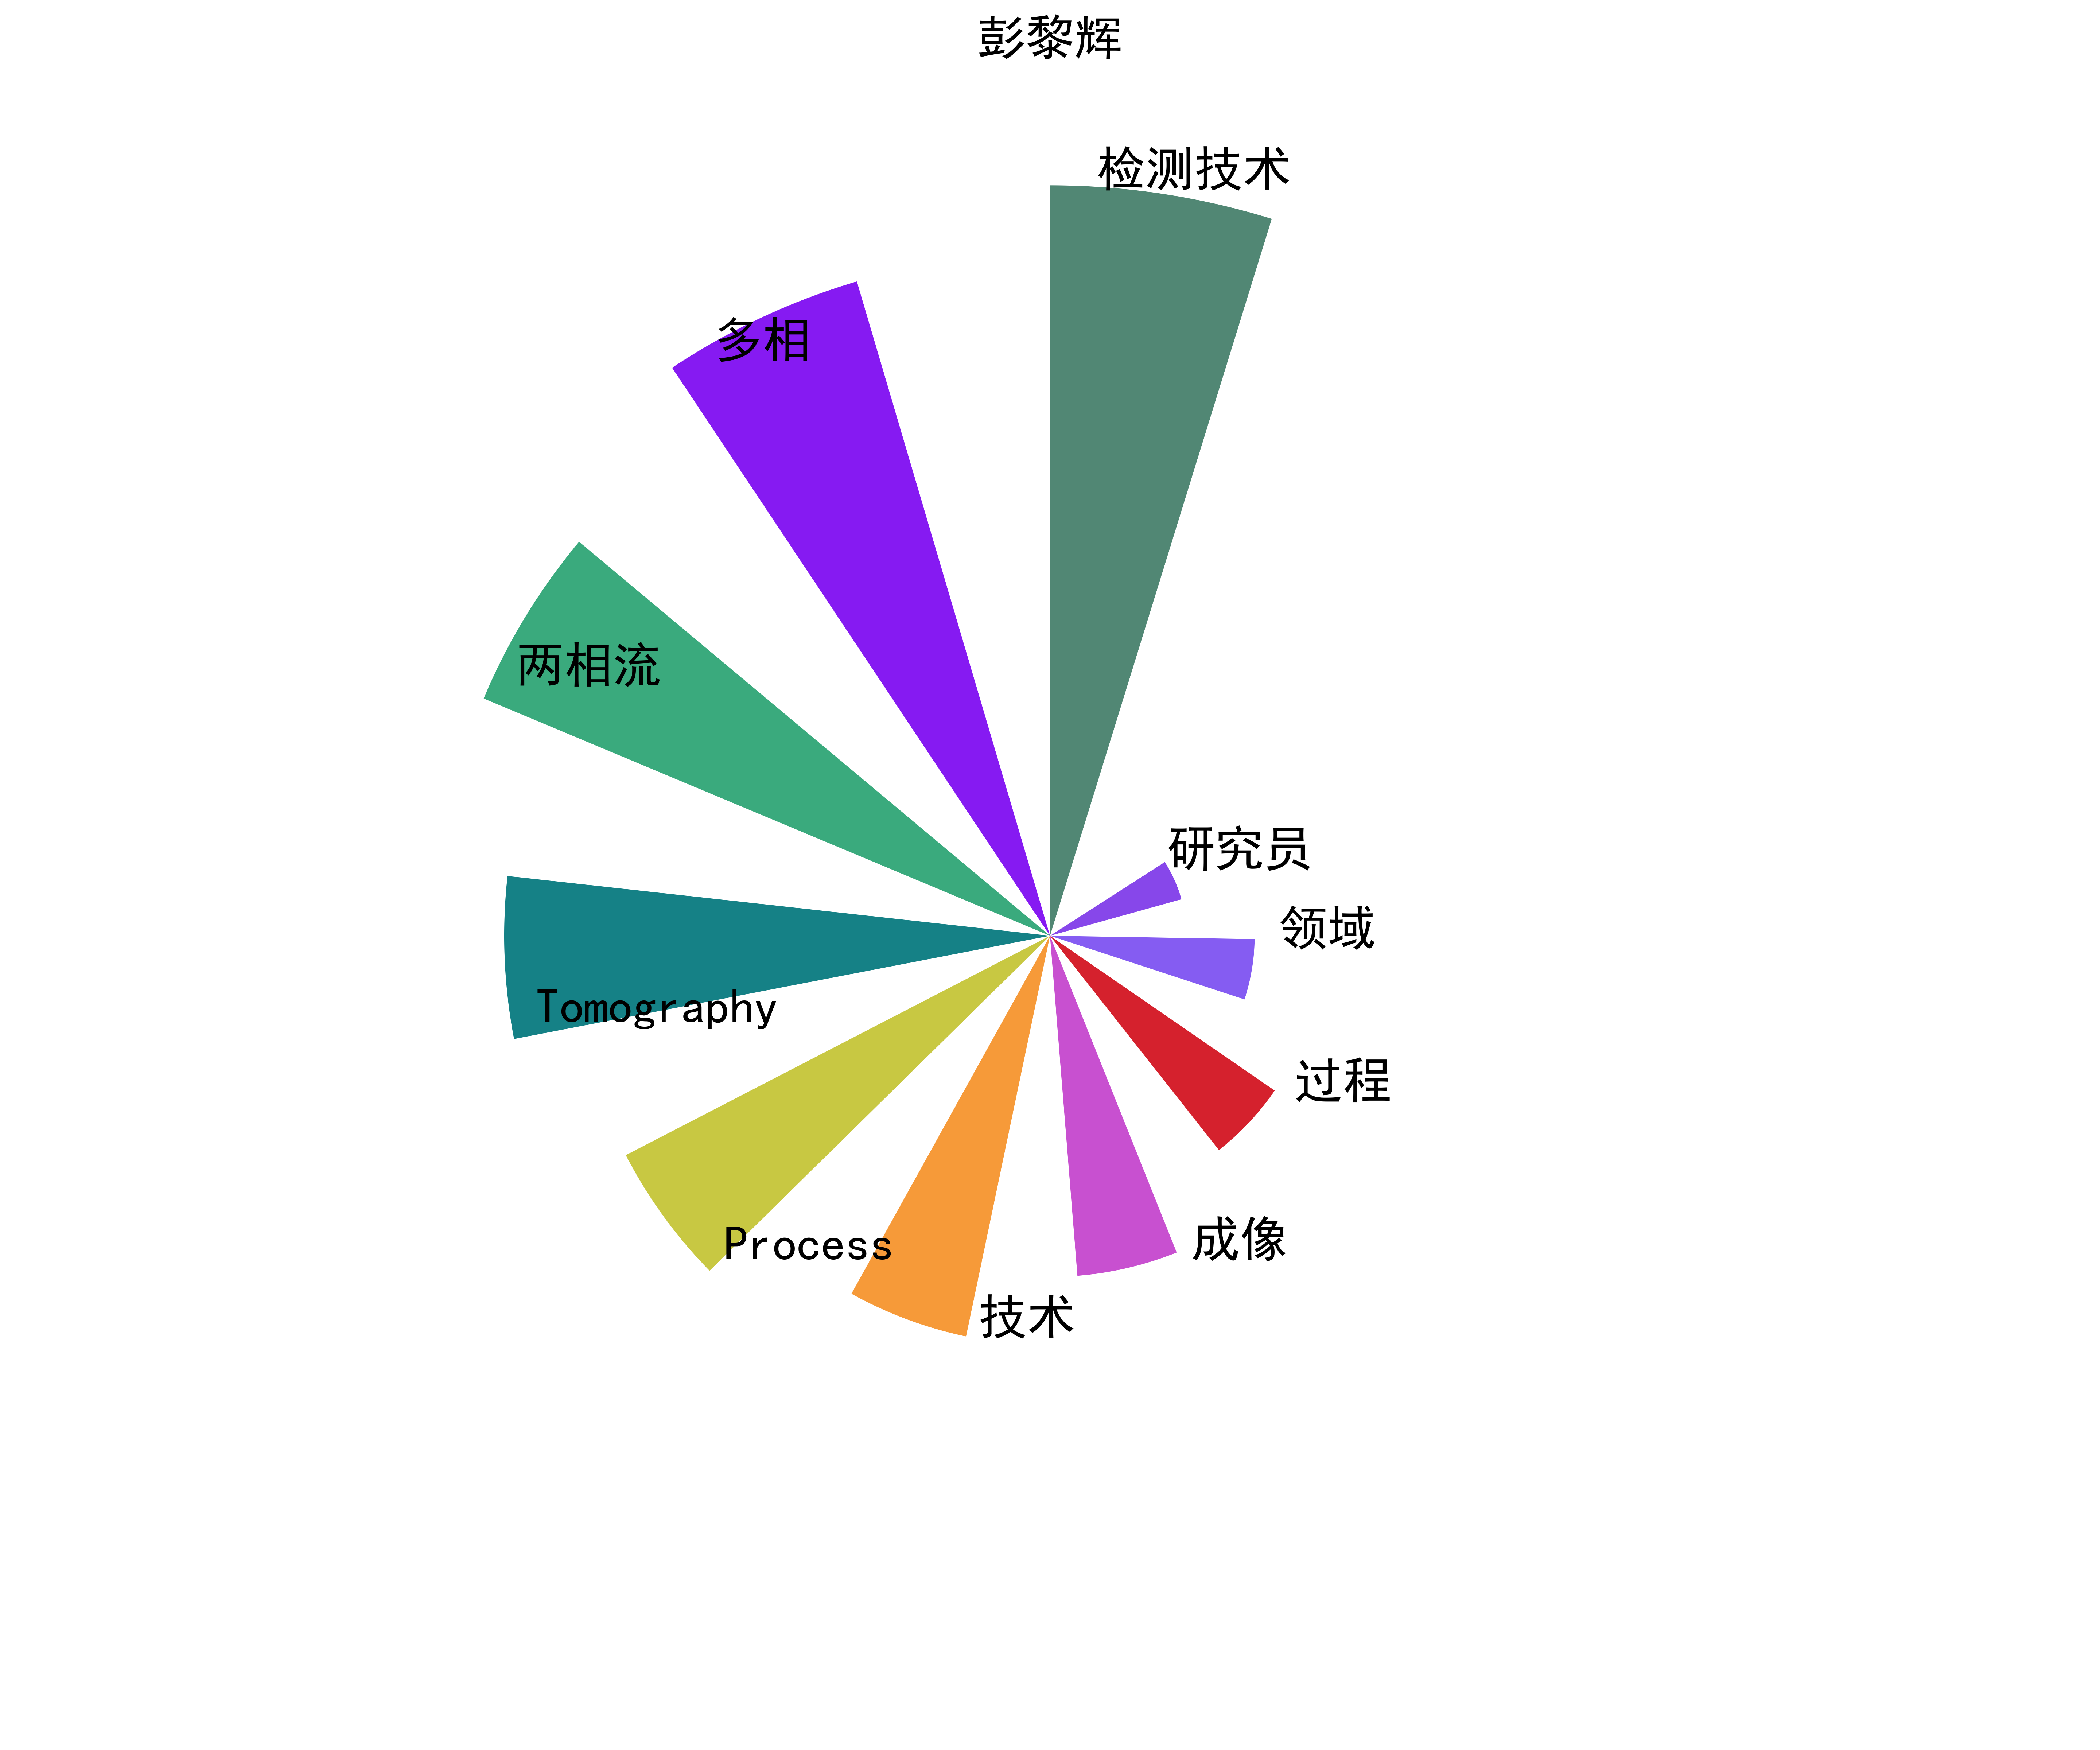 彭黎辉
检测技术
多相
两相流
研究员
领域
Tomography
过程
Process
成像
技术